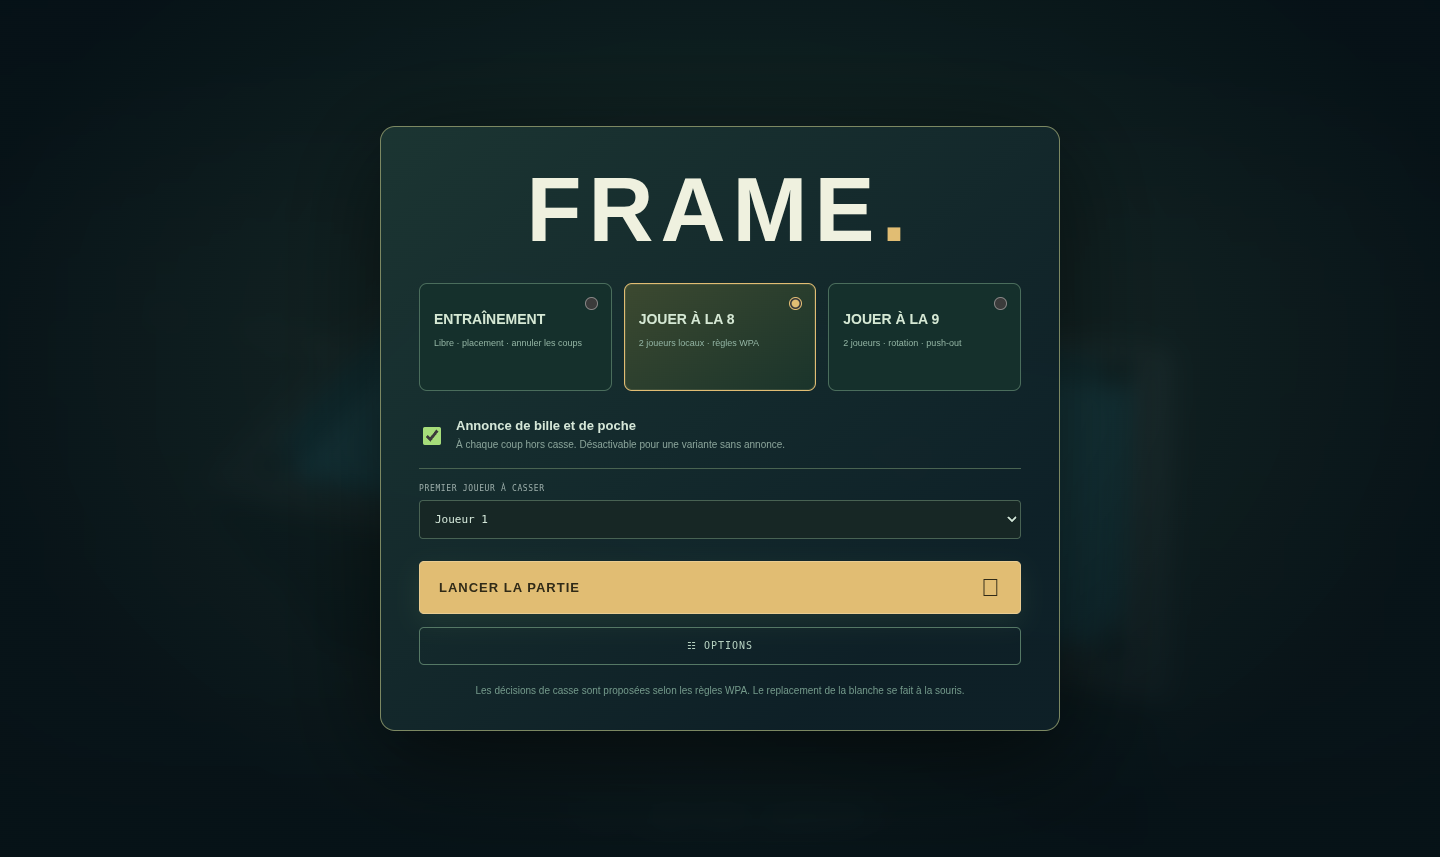 FRAME.
ENTRAÎNEMENT
Libre · placement · annuler les coups
JOUER À LA 8
2 joueurs locaux · règles WPA
JOUER À LA 9
2 joueurs · rotation · push-out
Annonce de bille et de poche
À chaque coup hors casse. Désactivable pour une variante sans annonce.
PREMIER JOUEUR À CASSER
Joueur 1
LANCER LA PARTIE
☷ OPTIONS
Les décisions de casse sont proposées selon les règles WPA. Le replacement de la blanche se fait à la souris.